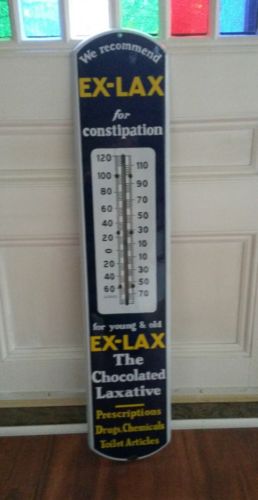 We recommend
EX-LAX
for
constipation
120 110
100 90
80 70
60 50
40 30
20 10
0 10
20 30
40 50
60 70
for young & old
EX-LAX
The
Chocolated
Laxative
Prescriptions
Drugs, Chemicals
Toilet Articles